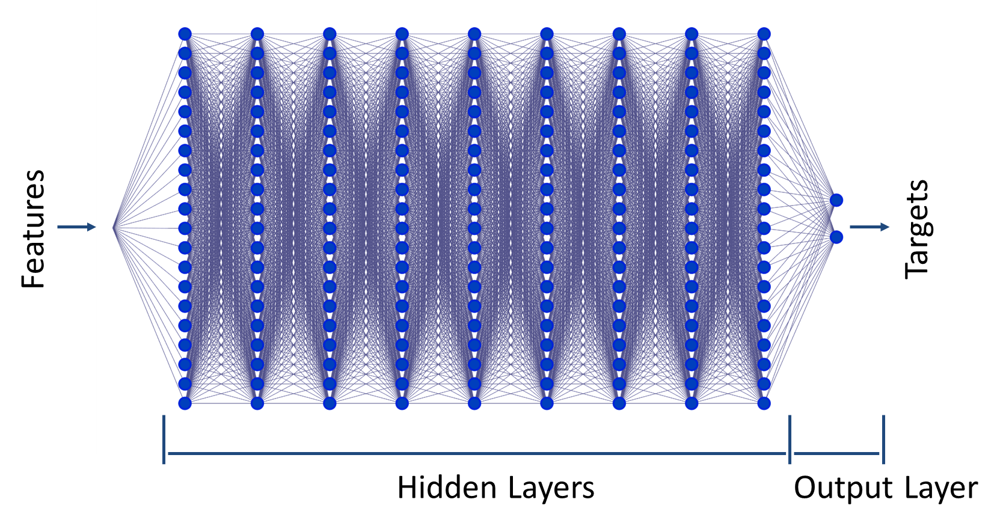 Features
Targets
Hidden Layers
Output Layer